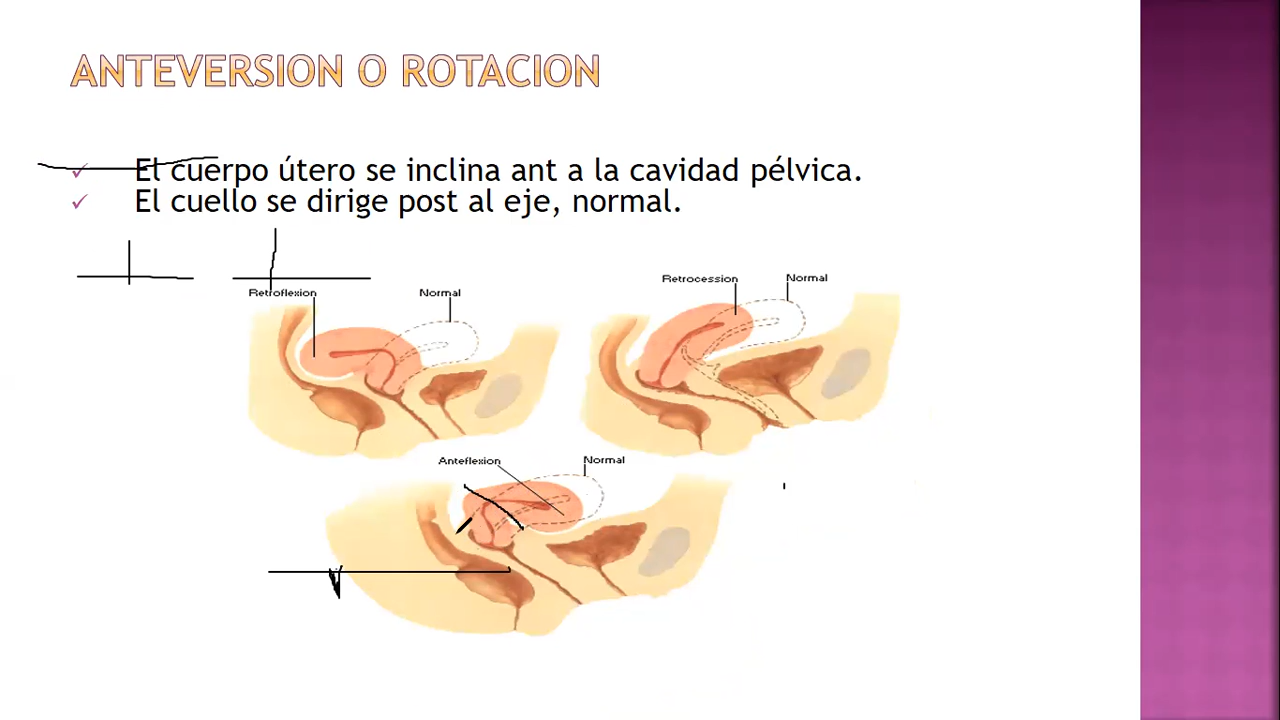 ANTEVERSION O ROTACION
El cuerpo útero se inclina ant a la cavidad pélvica.
El cuello se dirige post al eje, normal.
Retroflexion Normal
Retrocession Normal
Anteflexion Normal